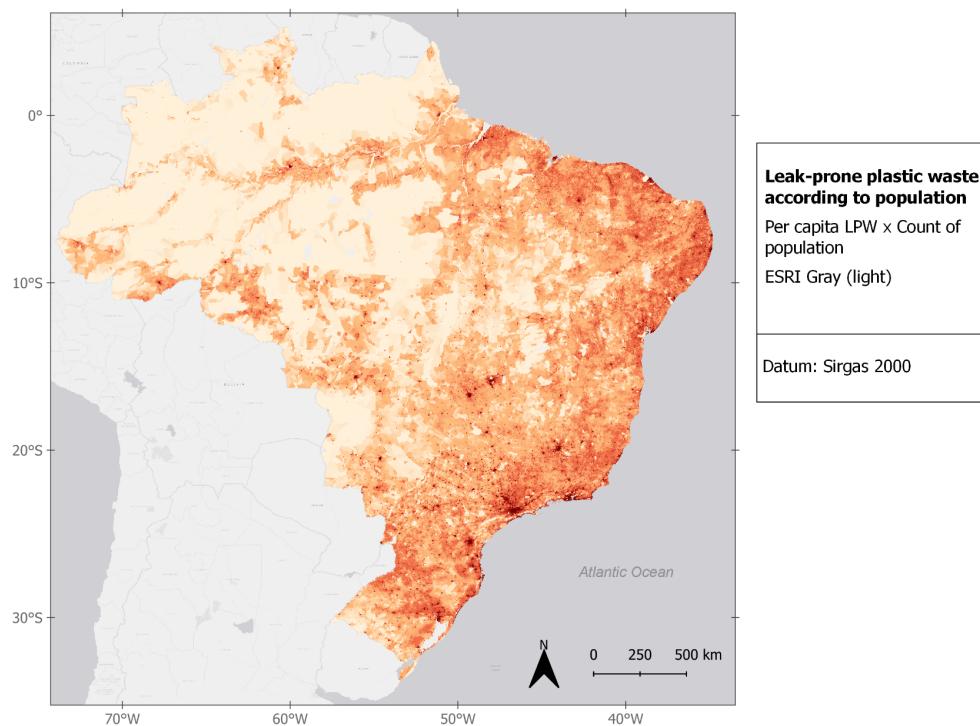 0°
10°S
20°S
30°S
70°W
60°W
50°W
40°W
Atlantic Ocean
N
0 250 500 km
Leak-prone plastic waste
according to population
Per capita LPW x Count of
population
ESRI Gray (light)
Datum: Sirgas 2000